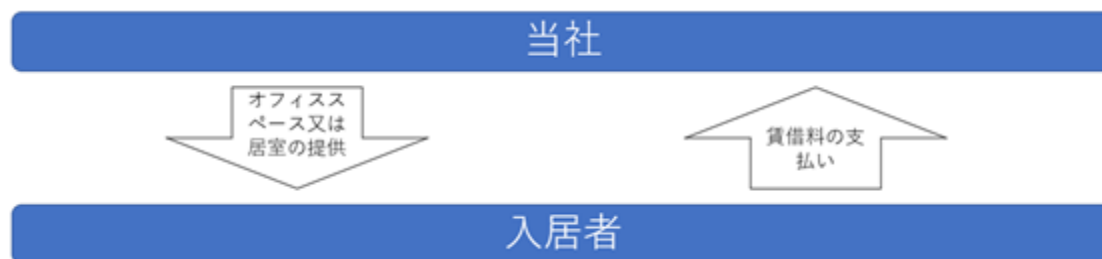 当社
オフィスス
ペース又は
居室の提供
賃借料の支
払い
入居者